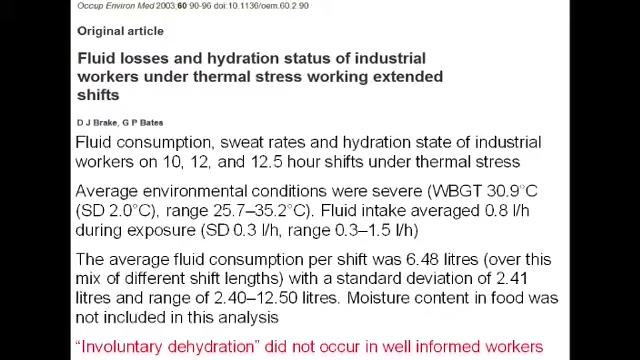 Occup Environ Med 2003;60:90-96 doi:10.1136/oem.60.2.90
Original article
Fluid losses and hydration status of industrial
workers under thermal stress working extended
shifts
D J Brake, G P Bates
Fluid consumption, sweat rates and hydration state of industrial
workers on 10, 12, and 12.5 hour shifts under thermal stress
Average environmental conditions were severe (WBGT 30.9°C
(SD 2.0°C), range 25.7–35.2°C). Fluid intake averaged 0.8 l/h
during exposure (SD 0.3 l/h, range 0.3–1.5 l/h)
The average fluid consumption per shift was 6.48 litres (over this
mix of different shift lengths) with a standard deviation of 2.41
litres and range of 2.40–12.50 litres. Moisture content in food was
not included in this analysis
“Involuntary dehydration” did not occur in well informed workers